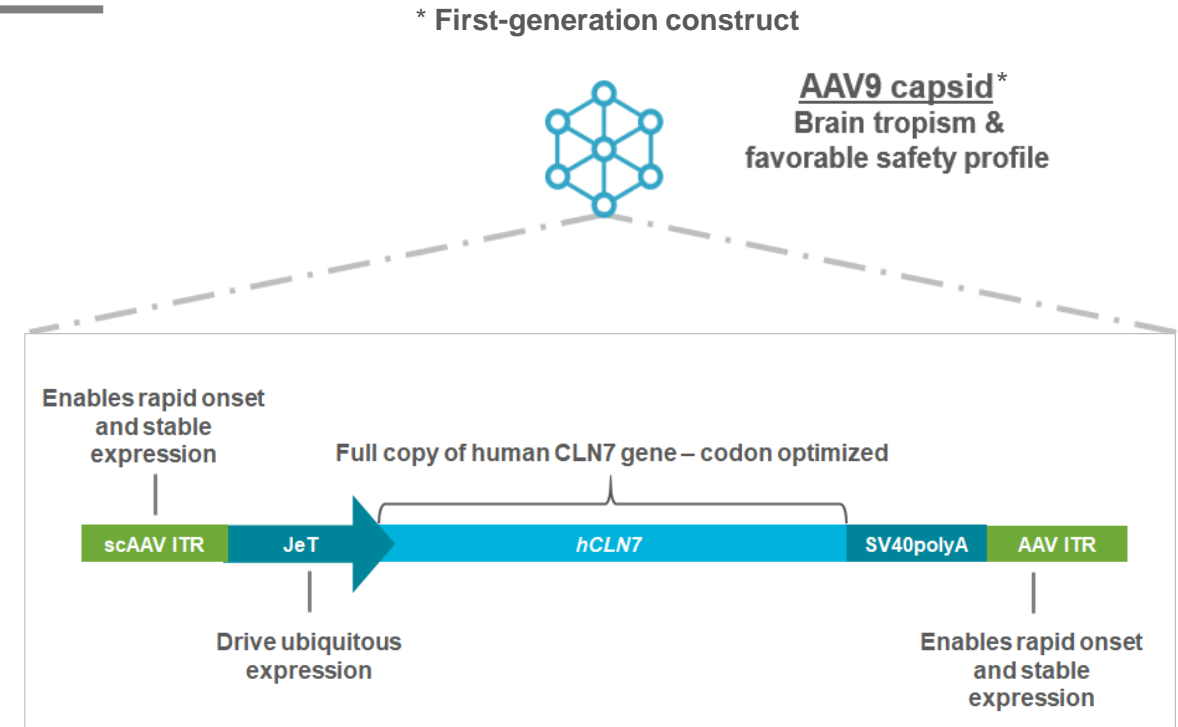 * First-generation construct
AAV9 capsid*
Brain tropism &
favorable safety profile
Enables rapid onset
and stable
expression
Full copy of human CLN7 gene – codon optimized
scAAV ITR
JeT
hCLN7
SV40polyA
AAV ITR
Drive ubiquitous
expression
Enables rapid onset
and stable
expression